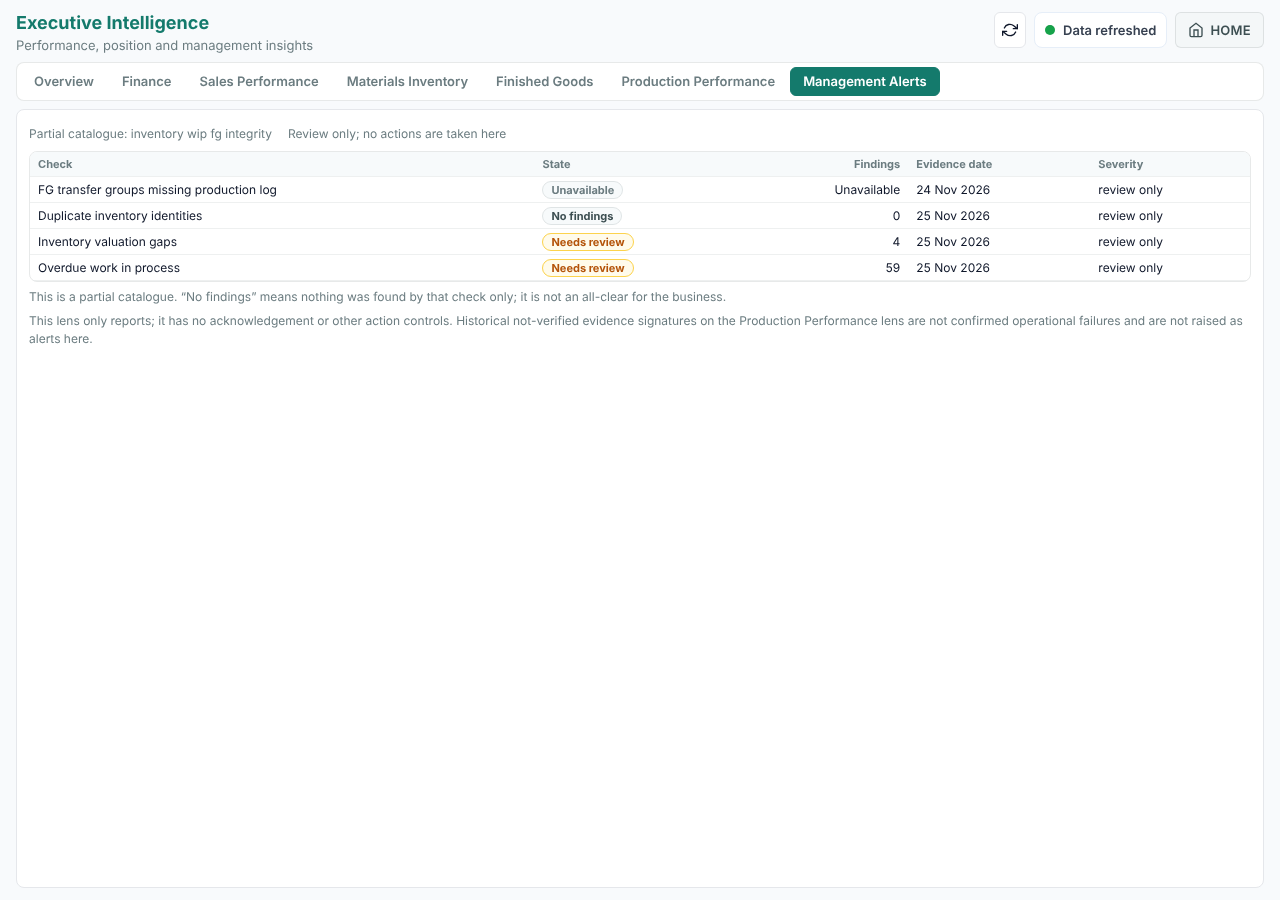 Executive Intelligence
Performance, position and management insights
Data refreshed
HOME
Overview Finance Sales Performance Materials Inventory Finished Goods Production Performance Management Alerts
Partial catalogue: inventory wip fg integrity Review only; no actions are taken here
Check State Findings Evidence date Severity
FG transfer groups missing production log Unavailable Unavailable 24 Nov 2026 review only
Duplicate inventory identities No findings 0 25 Nov 2026 review only
Inventory valuation gaps Needs review 4 25 Nov 2026 review only
Overdue work in process Needs review 59 25 Nov 2026 review only
This is a partial catalogue. “No findings” means nothing was found by that check only; it is not an all-clear for the business.
This lens only reports; it has no acknowledgement or other action controls. Historical not-verified evidence signatures on the Production Performance lens are not confirmed operational failures and are not raised as
alerts here.